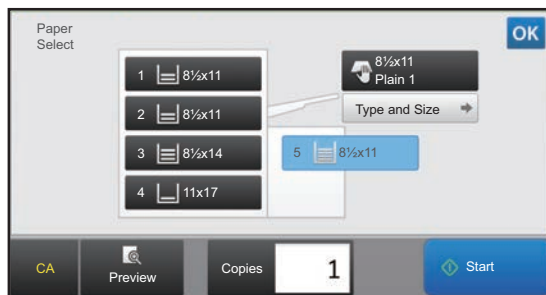 Paper
Select
OK
1 8½x11
2 8½x11
3 8½x14
4 11x17
8½x11
Plain 1
Type and Size
5 8½x11
CA
Preview
Copies
1
Start